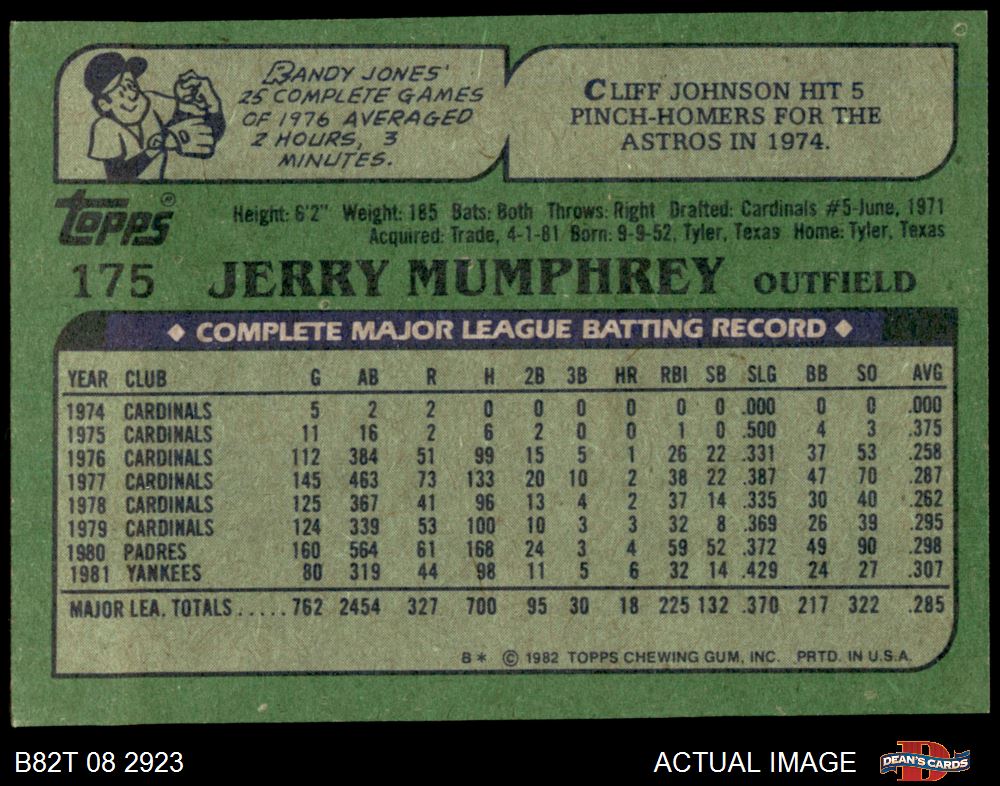 RANDY JONES'
25 COMPLETE GAMES
OF 1976 AVERAGED
2 HOURS, 3
MINUTES.
CLIFF JOHNSON HIT 5
PINCH-HOMERS FOR THE
ASTROS IN 1974.
topps®
Height: 6'2" Weight: 185 Bats: Both Throws: Right Drafted: Cardinals #5-June, 1971
Acquired: Trade, 4-1-81 Born: 9-9-52, Tyler, Texas Home: Tyler, Texas
175 JERRY MUMPHREY OUTFIELD
◆ COMPLETE MAJOR LEAGUE BATTING RECORD ◆
YEAR CLUB G AB R H 2B 3B HR RBI SB SLG BB SO AVG
1974 CARDINALS 5 2 2 0 0 0 0 0 0 .000 0 0 .000
1975 CARDINALS 11 16 2 6 2 0 0 1 0 .500 4 3 .375
1976 CARDINALS 112 384 51 99 15 5 1 26 22 .331 37 53 .258
1977 CARDINALS 145 463 73 133 20 10 2 38 22 .387 47 70 .287
1978 CARDINALS 125 367 41 96 13 4 2 37 14 .335 30 40 .262
1979 CARDINALS 124 339 53 100 10 3 3 32 8 .369 26 39 .295
1980 PADRES 160 564 61 168 24 3 4 59 52 .372 49 90 .298
1981 YANKEES 80 319 44 98 11 5 6 32 14 .429 24 27 .307
MAJOR LEA. TOTALS.....762 2454 327 700 95 30 18 225 132 .370 217 322 .285
B* © 1982 TOPPS CHEWING GUM, INC. PRTD. IN U.S.A.
B82T 08 2923 ACTUAL IMAGE D DEAN'S CARDS